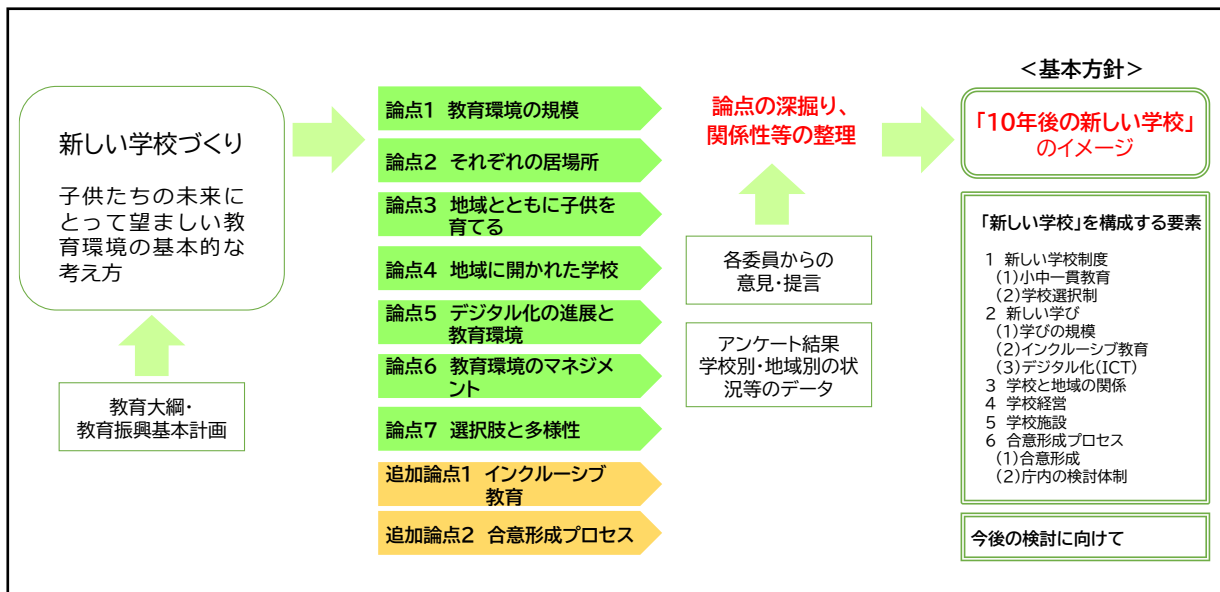 新しい学校づくり
子供たちの未来に
とって望ましい教
育環境の基本的な
考え方
教育大綱・
教育振興基本計画
論点1 教育環境の規模
論点2 それぞれの居場所
論点3 地域とともに子供を
育てる
論点4 地域に開かれた学校
論点5 デジタル化の進展と
教育環境
論点6 教育環境のマネジメ
ント
論点7 選択肢と多様性
追加論点1 インクルーシブ
教育
追加論点2 合意形成プロセス
論点の深掘り、
関係性等の整理
各委員からの
意見・提言
アンケート結果
学校別・地域別の状
況等のデータ
＜基本方針＞
「10年後の新しい学校」
のイメージ
「新しい学校」を構成する要素
1 新しい学校制度
(1)小中一貫教育
(2)学校選択制
2 新しい学び
(1)学びの規模
(2)インクルーシブ教育
(3)デジタル化(ICT)
3 学校と地域の関係
4 学校経営
5 学校施設
6 合意形成プロセス
(1)合意形成
(2)庁内の検討体制
今後の検討に向けて